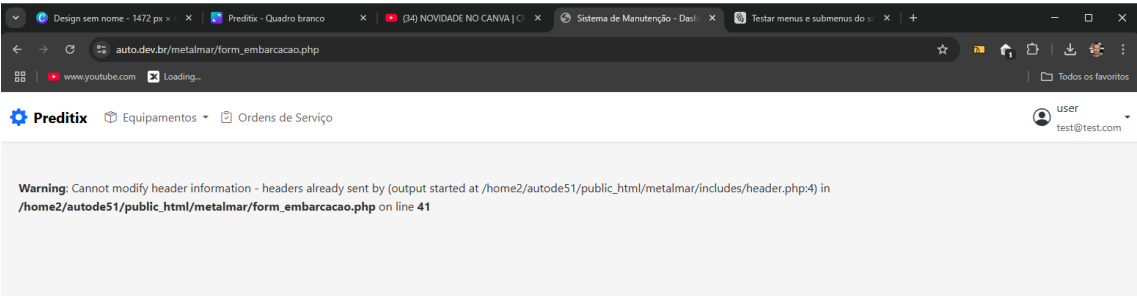 Design sem nome - 1472 px ×
Preditix - Quadro branco
(34) NOVIDADE NO CANVA |
Sistema de Manutenção - Dash
Testar menus e submenus do
auto.dev.br/metalmar/form_embarcacao.php
www.youtube.com
Loading...
Todos os favoritos
Preditix
Equipamentos
Ordens de Serviço
user
test@test.com
Warning: Cannot modify header information - headers already sent by (output started at /home2/autode51/public_html/metalmar/includes/header.php:4) in
/home2/autode51/public_html/metalmar/form_embarcacao.php on line 41